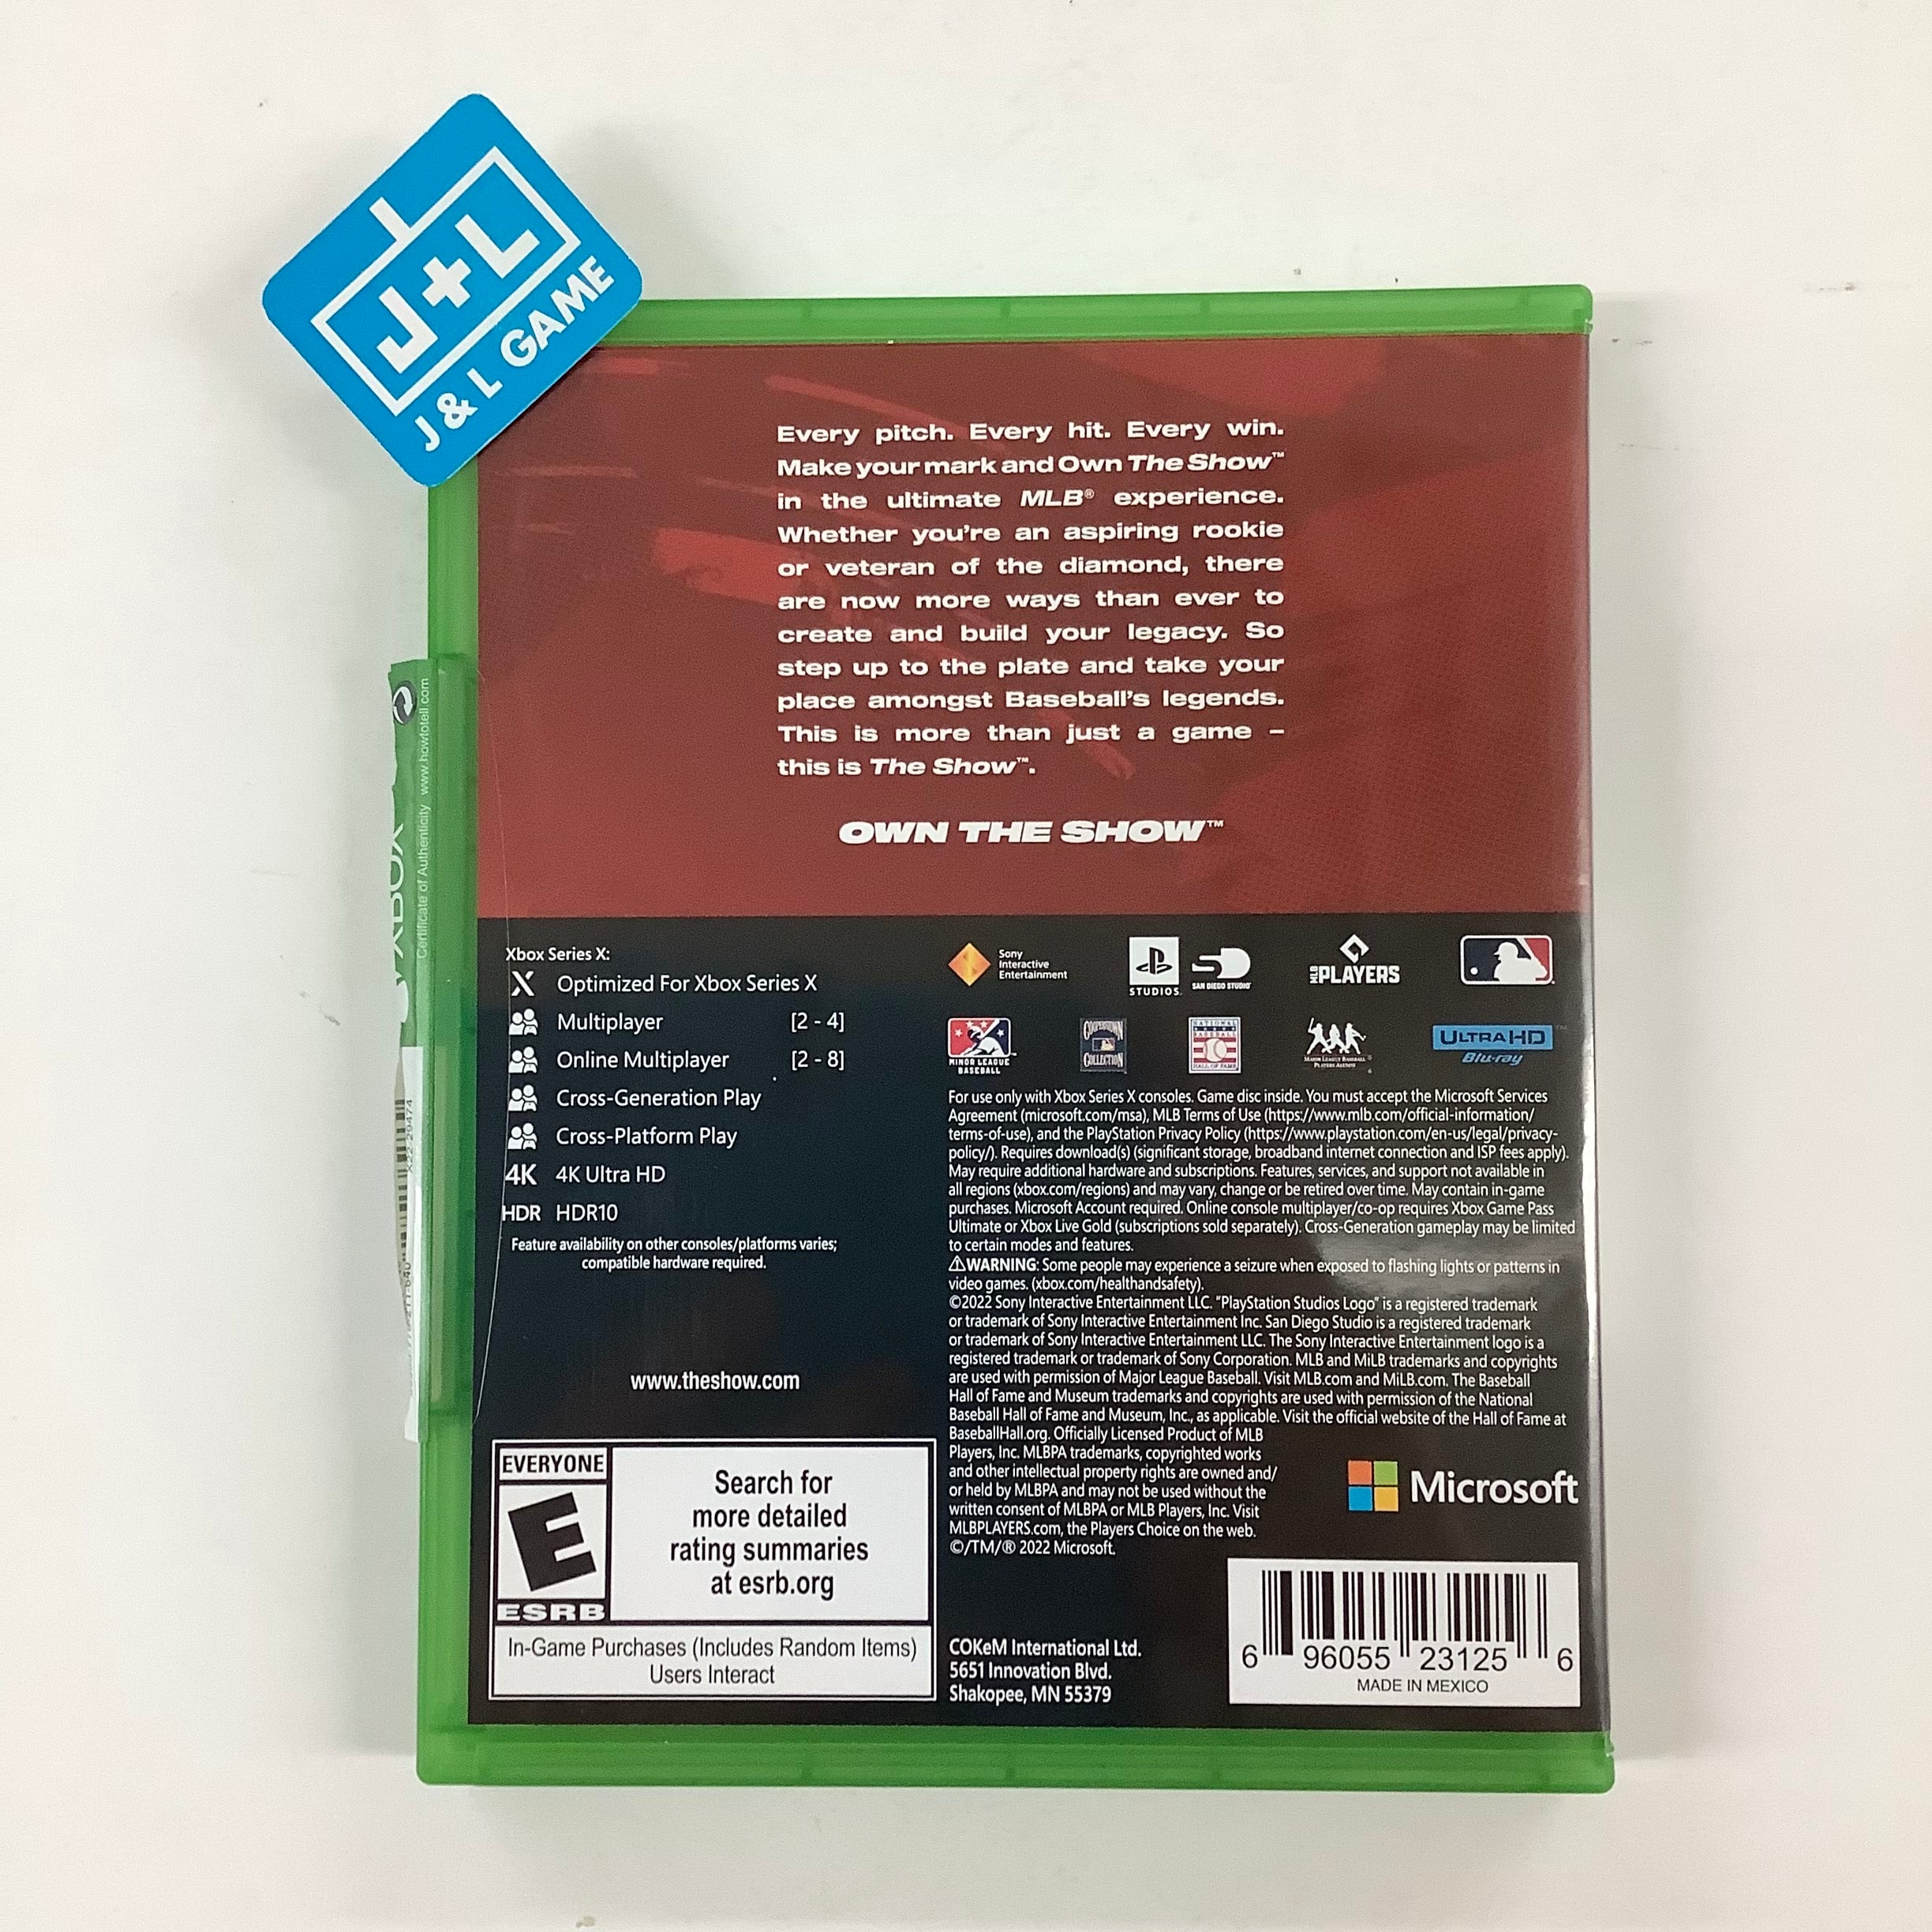 J+L
J & L GAME
Every pitch. Every hit. Every win.
Make your mark and Own The Show™
in the ultimate MLB® experience.
Whether you're an aspiring rookie
or veteran of the diamond, there
are now more ways than ever to
create and build your legacy. So
step up to the plate and take your
place amongst Baseball's legends.
This is more than just a game –
this is The Show™.
OWN THE SHOW™
XBOX
Certificate of Authenticity www.howtotell.com
X22-29474
Xbox Series X:
X Optimized For Xbox Series X
Multiplayer [2 - 4]
Online Multiplayer [2 - 8]
Cross-Generation Play
Cross-Platform Play
4K 4K Ultra HD
HDR HDR10
Feature availability on other consoles/platforms varies;
compatible hardware required.
www.theshow.com
EVERYONE
E
ESRB
Search for
more detailed
rating summaries
at esrb.org
In-Game Purchases (Includes Random Items)
Users Interact
Sony
Interactive
Entertainment
STUDIOS
SAN DIEGO STUDIO
MLB PLAYERS
MINOR LEAGUE
BASEBALL
COOPERSTOWN
COLLECTION
NATIONAL
BASEBALL
HALL OF FAME
MAJOR LEAGUE BASEBALL
PLAYERS ALUMNI
ULTRA HD
Blu-ray™
For use only with Xbox Series X consoles. Game disc inside. You must accept the Microsoft Services
Agreement (microsoft.com/msa), MLB Terms of Use (https://www.mlb.com/official-information/
terms-of-use), and the PlayStation Privacy Policy (https://www.playstation.com/en-us/legal/privacy-
policy/). Requires download(s) (significant storage, broadband internet connection and ISP fees apply).
May require additional hardware and subscriptions. Features, services, and support not available in
all regions (xbox.com/regions) and may vary, change or be retired over time. May contain in-game
purchases. Microsoft Account required. Online console multiplayer/co-op requires Xbox Game Pass
Ultimate or Xbox Live Gold (subscriptions sold separately). Cross-Generation gameplay may be limited
to certain modes and features.
⚠WARNING: Some people may experience a seizure when exposed to flashing lights or patterns in
video games. (xbox.com/healthandsafety).
©2022 Sony Interactive Entertainment LLC. "PlayStation Studios Logo" is a registered trademark
or trademark of Sony Interactive Entertainment Inc. San Diego Studio is a registered trademark
or trademark of Sony Interactive Entertainment LLC. The Sony Interactive Entertainment logo is a
registered trademark or trademark of Sony Corporation. MLB and MiLB trademarks and copyrights
are used with permission of Major League Baseball. Visit MLB.com and MiLB.com. The Baseball
Hall of Fame and Museum trademarks and copyrights are used with permission of the National
Baseball Hall of Fame and Museum, Inc., as applicable. Visit the official website of the Hall of Fame at
BaseballHall.org. Officially Licensed Product of MLB
Players, Inc. MLBPA trademarks, copyrighted works
and other intellectual property rights are owned and/
or held by MLBPA and may not be used without the
written consent of MLBPA or MLB Players, Inc. Visit
MLBPLAYERS.com, the Players Choice on the web.
©/TM/® 2022 Microsoft.
Microsoft
COKeM International Ltd.
5651 Innovation Blvd.
Shakopee, MN 55379
6 96055 23125 6
MADE IN MEXICO